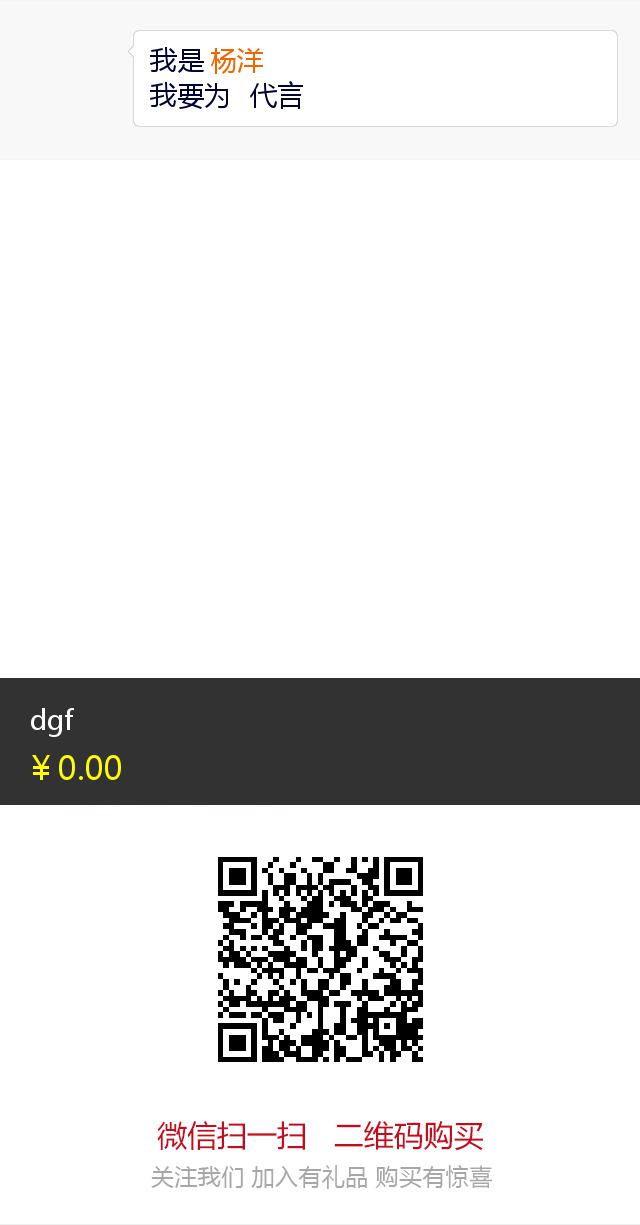 我是 杨洋
我要为 代言
dgf
¥ 0.00
微信扫一扫 二维码购买
关注我们 加入有礼品 购买有惊喜